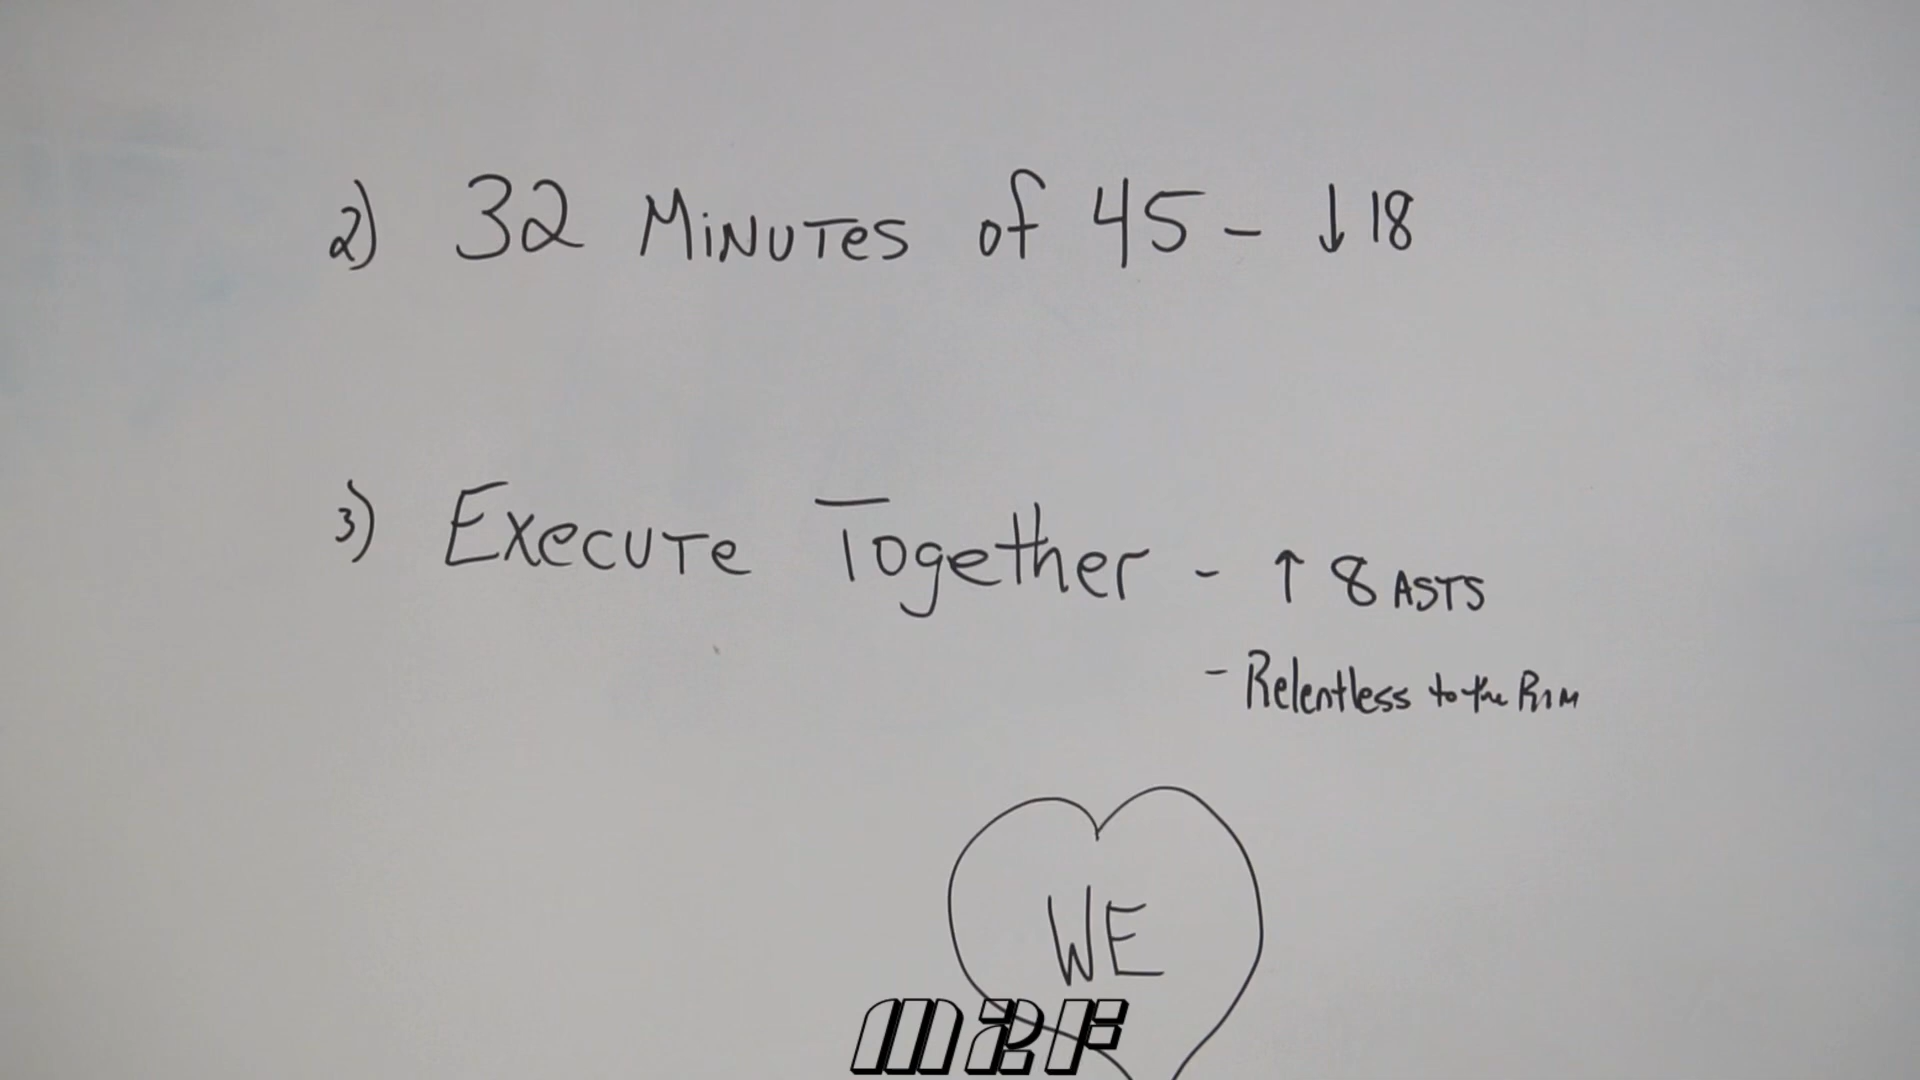 2) 32 Minutes of 45 - ↓ 18
3) Execute Together - ↑ 8 ASTS
- Relentless to the Rim
WE
M2F